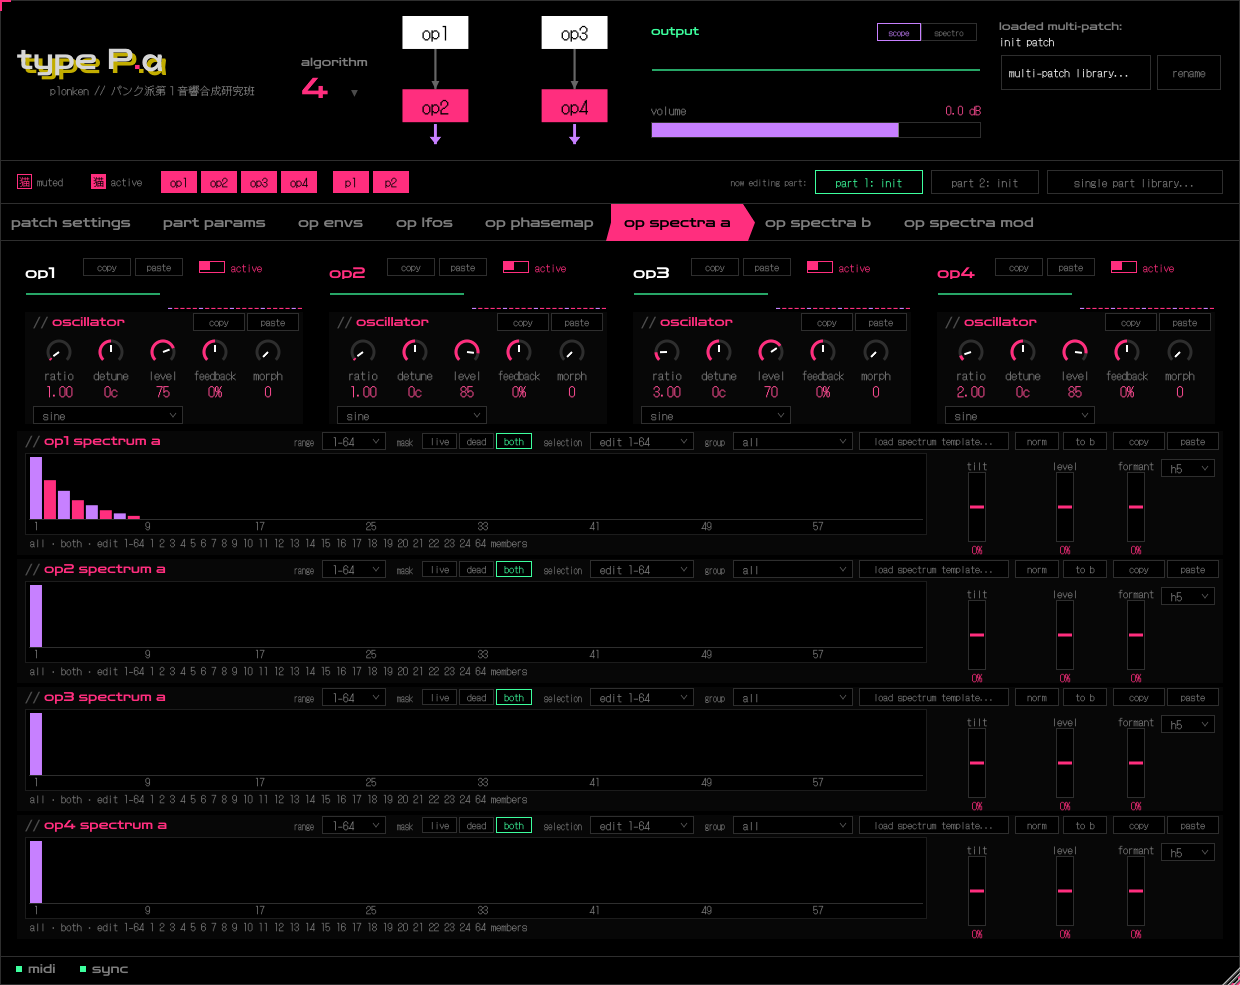 type P.a
plonken // パンク派第1音響合成研究班
algorithm
4
op1 op3
op2 op4
output
scope spectro
volume 0.0 dB
loaded multi-patch:
init patch
multi-patch library... rename
猫 muted 猫 active op1 op2 op3 op4 p1 p2
now editing part: part 1: init part 2: init single part library...
patch settings part params op envs op lfos op phasemap op spectra a op spectra b op spectra mod
op1 copy paste active
op2 copy paste active
op3 copy paste active
op4 copy paste active
// oscillator copy paste
ratio detune level feedback morph
1.00 0c 75 0% 0
sine
// oscillator copy paste
ratio detune level feedback morph
1.00 0c 85 0% 0
sine
// oscillator copy paste
ratio detune level feedback morph
3.00 0c 70 0% 0
sine
// oscillator copy paste
ratio detune level feedback morph
2.00 0c 85 0% 0
sine
// op1 spectrum a range 1-64 mask live dead both selection edit 1-64 group all load spectrum template... norm to b copy paste
tilt level formant h5
1 9 17 25 33 41 49 57
all · both · edit 1-64 1 2 3 4 5 6 7 8 9 10 11 12 13 14 15 16 17 18 19 20 21 22 23 24 64 members
0% 0% 0%
// op2 spectrum a range 1-64 mask live dead both selection edit 1-64 group all load spectrum template... norm to b copy paste
tilt level formant h5
1 9 17 25 33 41 49 57
all · both · edit 1-64 1 2 3 4 5 6 7 8 9 10 11 12 13 14 15 16 17 18 19 20 21 22 23 24 64 members
0% 0% 0%
// op3 spectrum a range 1-64 mask live dead both selection edit 1-64 group all load spectrum template... norm to b copy paste
tilt level formant h5
1 9 17 25 33 41 49 57
all · both · edit 1-64 1 2 3 4 5 6 7 8 9 10 11 12 13 14 15 16 17 18 19 20 21 22 23 24 64 members
0% 0% 0%
// op4 spectrum a range 1-64 mask live dead both selection edit 1-64 group all load spectrum template... norm to b copy paste
tilt level formant h5
1 9 17 25 33 41 49 57
all · both · edit 1-64 1 2 3 4 5 6 7 8 9 10 11 12 13 14 15 16 17 18 19 20 21 22 23 24 64 members
0% 0% 0%
midi sync